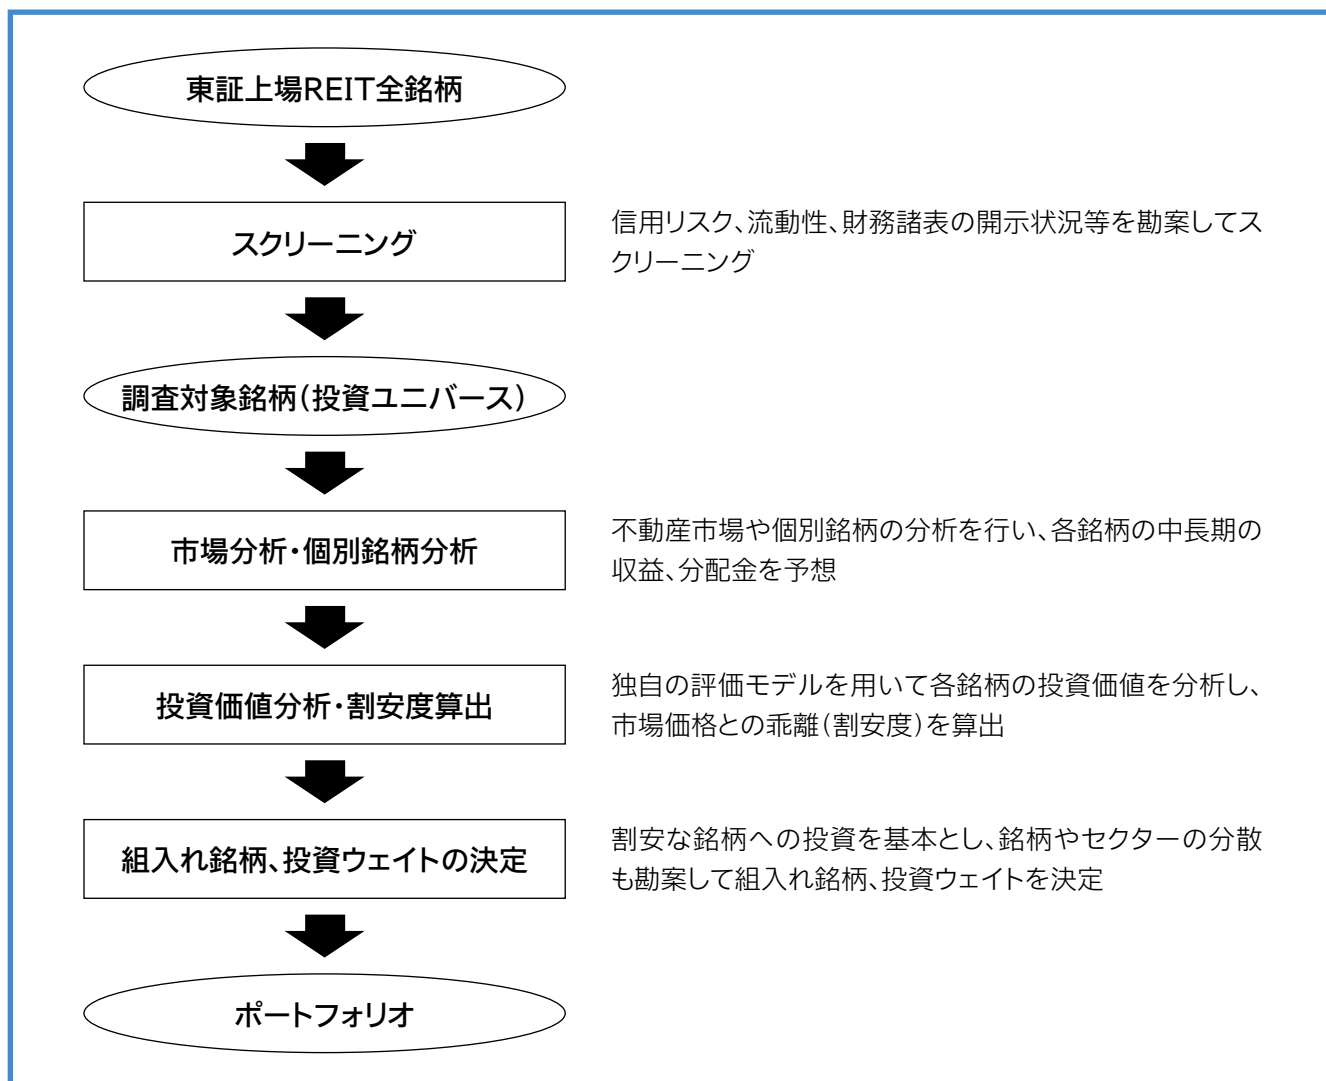 東証上場REIT全銘柄
スクリーニング
信用リスク、流動性、財務諸表の開示状況等を勘案してス
クリーニング
調査対象銘柄(投資ユニバース)
市場分析・個別銘柄分析
不動産市場や個別銘柄の分析を行い、各銘柄の中長期の
収益、分配金を予想
投資価値分析・割安度算出
独自の評価モデルを用いて各銘柄の投資価値を分析し、
市場価格との乖離(割安度)を算出
組入れ銘柄、投資ウェイトの決定
割安な銘柄への投資を基本とし、銘柄やセクターの分散
も勘案して組入れ銘柄、投資ウェイトを決定
ポートフォリオ